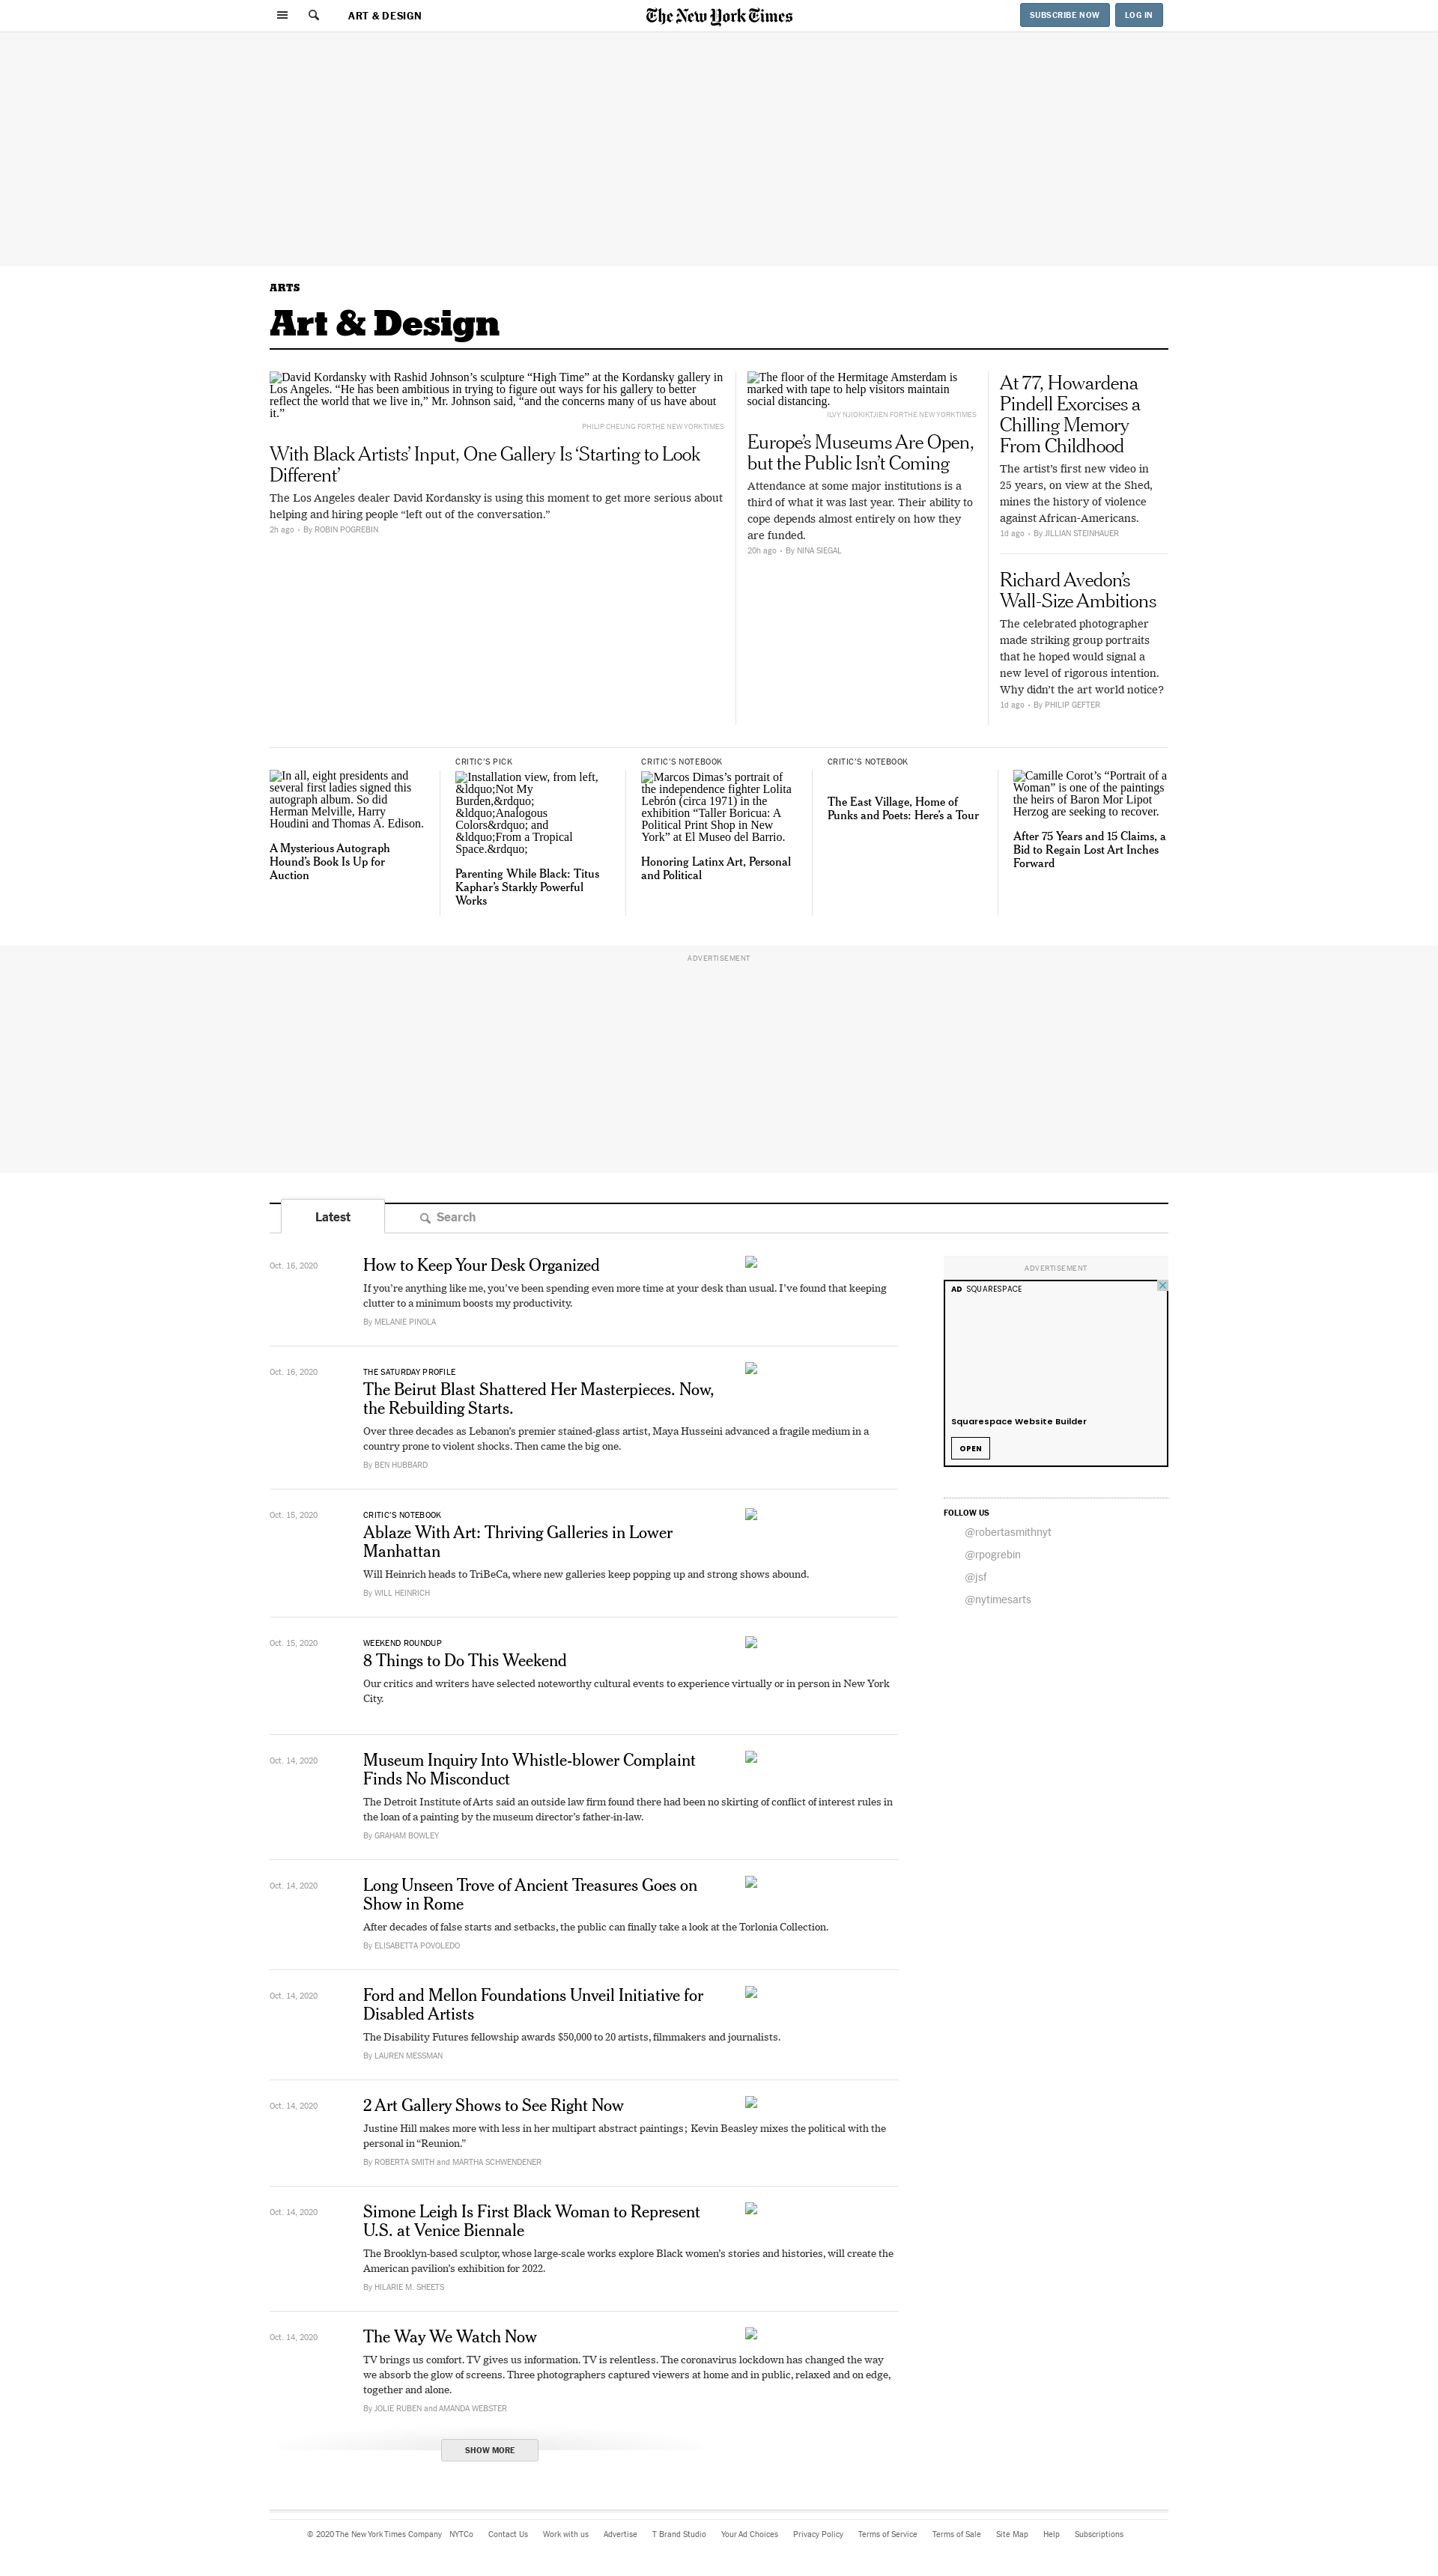 ART & DESIGN
The New York Times
SUBSCRIBE NOW
LOG IN
ARTS
Art & Design
David Kordansky with Rashid Johnson’s sculpture “High Time” at the Kordansky gallery in
Los Angeles. “He has been ambitious in trying to figure out ways for his gallery to better
reflect the world that we live in,” Mr. Johnson said, “and the concerns many of us have about
it.”
PHILIP CHEUNG FOR THE NEW YORK TIMES
With Black Artists’ Input, One Gallery Is ‘Starting to Look
Different’
The Los Angeles dealer David Kordansky is using this moment to get more serious about
helping and hiring people “left out of the conversation.”
2h ago • By ROBIN POGREBIN
The floor of the Hermitage Amsterdam is
marked with tape to help visitors maintain
social distancing.
ILVY NJIOKIKTJIEN FOR THE NEW YORK TIMES
Europe’s Museums Are Open,
but the Public Isn’t Coming
Attendance at some major institutions is a
third of what it was last year. Their ability to
cope depends almost entirely on how they
are funded.
20h ago • By NINA SIEGAL
At 77, Howardena
Pindell Exorcises a
Chilling Memory
From Childhood
The artist’s first new video in
25 years, on view at the Shed,
mines the history of violence
against African-Americans.
1d ago • By JILLIAN STEINHAUER
Richard Avedon’s
Wall-Size Ambitions
The celebrated photographer
made striking group portraits
that he hoped would signal a
new level of rigorous intention.
Why didn’t the art world notice?
1d ago • By PHILIP GEFTER
In all, eight presidents and
several first ladies signed this
autograph album. So did
Herman Melville, Harry
Houdini and Thomas A. Edison.
A Mysterious Autograph
Hound’s Book Is Up for
Auction
CRITIC’S PICK
Installation view, from left,
&ldquo;Not My
Burden,&rdquo;
&ldquo;Analogous
Colors&rdquo; and
&ldquo;From a Tropical
Space.&rdquo;
Parenting While Black: Titus
Kaphar’s Starkly Powerful
Works
CRITIC’S NOTEBOOK
Marcos Dimas’s portrait of
the independence fighter Lolita
Lebrón (circa 1971) in the
exhibition “Taller Boricua: A
Political Print Shop in New
York” at El Museo del Barrio.
Honoring Latinx Art, Personal
and Political
CRITIC’S NOTEBOOK
The East Village, Home of
Punks and Poets: Here’s a Tour
Camille Corot’s “Portrait of a
Woman” is one of the paintings
the heirs of Baron Mor Lipot
Herzog are seeking to recover.
After 75 Years and 15 Claims, a
Bid to Regain Lost Art Inches
Forward
ADVERTISEMENT
Latest
Search
Oct. 16, 2020
How to Keep Your Desk Organized
If you’re anything like me, you’ve been spending even more time at your desk than usual. I’ve found that keeping
clutter to a minimum boosts my productivity.
By MELANIE PINOLA
Oct. 16, 2020
THE SATURDAY PROFILE
The Beirut Blast Shattered Her Masterpieces. Now,
the Rebuilding Starts.
Over three decades as Lebanon’s premier stained-glass artist, Maya Husseini advanced a fragile medium in a
country prone to violent shocks. Then came the big one.
By BEN HUBBARD
Oct. 15, 2020
CRITIC’S NOTEBOOK
Ablaze With Art: Thriving Galleries in Lower
Manhattan
Will Heinrich heads to TriBeCa, where new galleries keep popping up and strong shows abound.
By WILL HEINRICH
Oct. 15, 2020
WEEKEND ROUNDUP
8 Things to Do This Weekend
Our critics and writers have selected noteworthy cultural events to experience virtually or in person in New York
City.
Oct. 14, 2020
Museum Inquiry Into Whistle-blower Complaint
Finds No Misconduct
The Detroit Institute of Arts said an outside law firm found there had been no skirting of conflict of interest rules in
the loan of a painting by the museum director’s father-in-law.
By GRAHAM BOWLEY
Oct. 14, 2020
Long Unseen Trove of Ancient Treasures Goes on
Show in Rome
After decades of false starts and setbacks, the public can finally take a look at the Torlonia Collection.
By ELISABETTA POVOLEDO
Oct. 14, 2020
Ford and Mellon Foundations Unveil Initiative for
Disabled Artists
The Disability Futures fellowship awards $50,000 to 20 artists, filmmakers and journalists.
By LAUREN MESSMAN
Oct. 14, 2020
2 Art Gallery Shows to See Right Now
Justine Hill makes more with less in her multipart abstract paintings; Kevin Beasley mixes the political with the
personal in “Reunion.”
By ROBERTA SMITH and MARTHA SCHWENDENER
Oct. 14, 2020
Simone Leigh Is First Black Woman to Represent
U.S. at Venice Biennale
The Brooklyn-based sculptor, whose large-scale works explore Black women’s stories and histories, will create the
American pavilion’s exhibition for 2022.
By HILARIE M. SHEETS
Oct. 14, 2020
The Way We Watch Now
TV brings us comfort. TV gives us information. TV is relentless. The coronavirus lockdown has changed the way
we absorb the glow of screens. Three photographers captured viewers at home and in public, relaxed and on edge,
together and alone.
By JOLIE RUBEN and AMANDA WEBSTER
SHOW MORE
ADVERTISEMENT
AD SQUARESPACE
Squarespace Website Builder
OPEN
FOLLOW US
@robertasmithnyt
@rpogrebin
@jsf
@nytimesarts
© 2020 The New York Times Company NYTCo Contact Us Work with us Advertise T Brand Studio Your Ad Choices Privacy Policy Terms of Service Terms of Sale Site Map Help Subscriptions